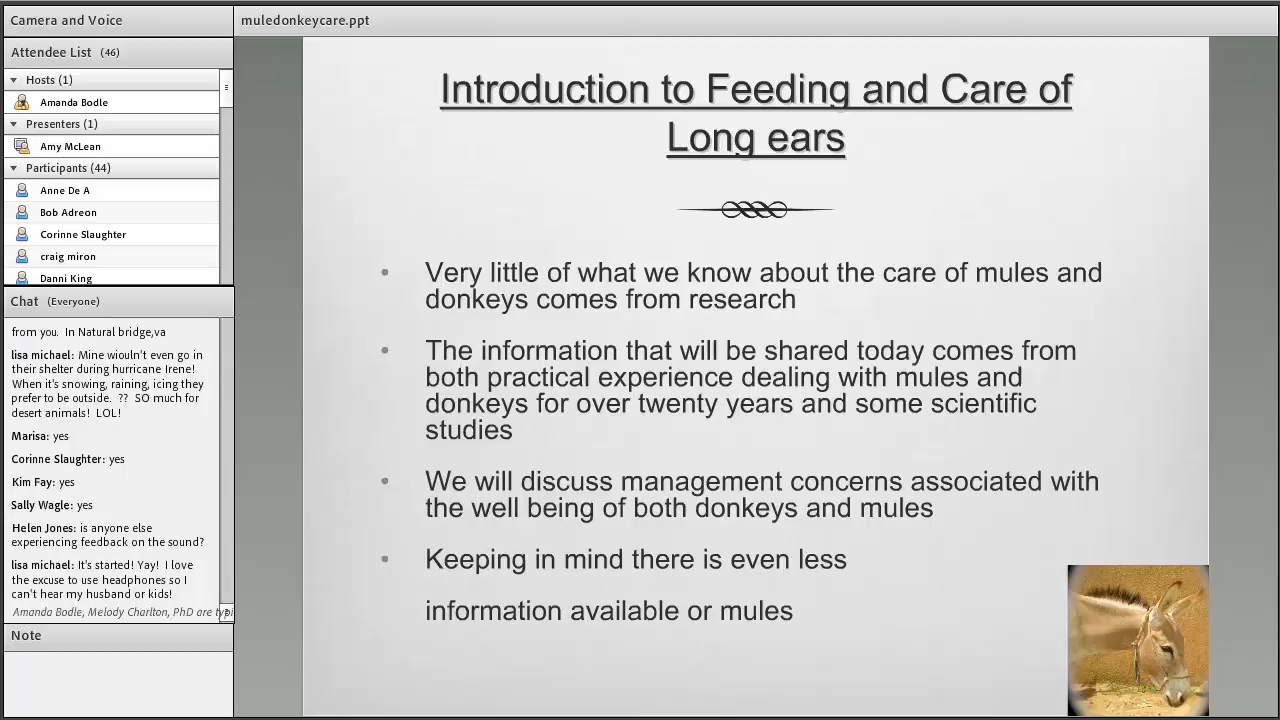 Camera and Voice
muledonkeycare.ppt
Attendee List (46)
Hosts (1)
Amanda Bodle
Presenters (1)
Amy McLean
Participants (44)
Anne De A
Bob Adreon
Corinne Slaughter
craig miron
Danni King
Chat (Everyone)
from you. In Natural bridge,va
lisa michael: Mine wiouln't even go in
their shelter during hurricane Irene!
When it's snowing, raining, icing they
prefer to be outside. ?? SO much for
desert animals! LOL!
Marisa: yes
Corinne Slaughter: yes
Kim Fay: yes
Sally Wagle: yes
Helen Jones: is anyone else
experiencing feedback on the sound?
lisa michael: It's started! Yay! I love
the excuse to use headphones so I
can't hear my husband or kids!
Amanda Bodle, Melody Charlton, PhD are typi
Note
Introduction to Feeding and Care of
Long ears
• Very little of what we know about the care of mules and
donkeys comes from research
• The information that will be shared today comes from
both practical experience dealing with mules and
donkeys for over twenty years and some scientific
studies
• We will discuss management concerns associated with
the well being of both donkeys and mules
• Keeping in mind there is even less
information available or mules